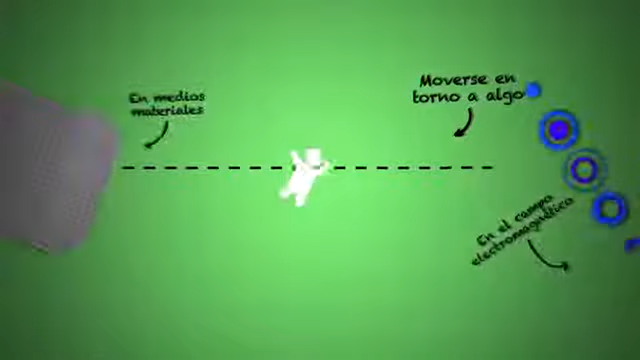 En medios
materiales
Moverse en
torno a algo
En el campo
electromagnético